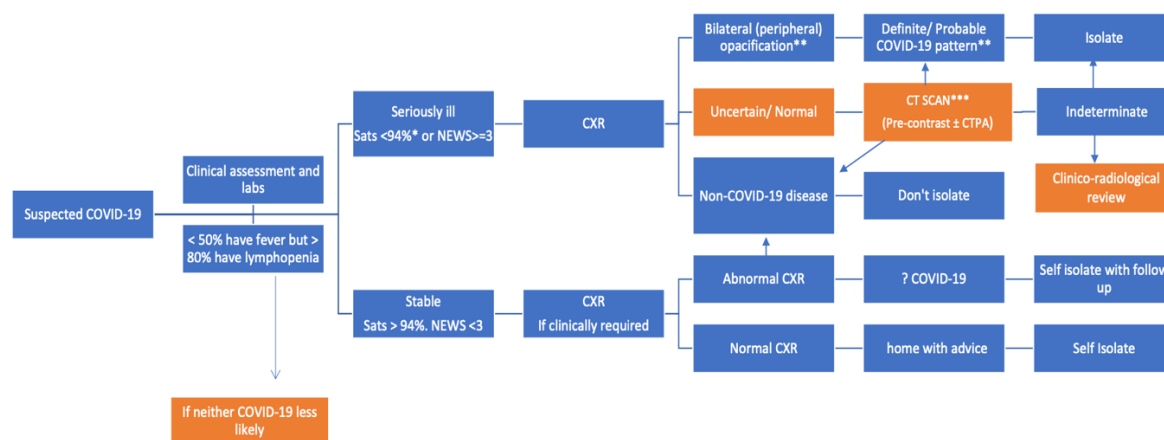 Suspected COVID-19
Clinical assessment and
labs
< 50% have fever but >
80% have lymphopenia
If neither COVID-19 less
likely
Seriously ill
Sats <94%* or NEWS>=3
CXR
Bilateral (peripheral)
opacification**
Definite/ Probable
COVID-19 pattern**
Isolate
Uncertain/ Normal
CT SCAN***
(Pre-contrast ± CTPA)
Indeterminate
Clinico-radiological
review
Non-COVID-19 disease
Don't isolate
Stable
Sats > 94%. NEWS <3
CXR
If clinically required
Abnormal CXR
? COVID-19
Self isolate with follow
up
Normal CXR
home with advice
Self Isolate